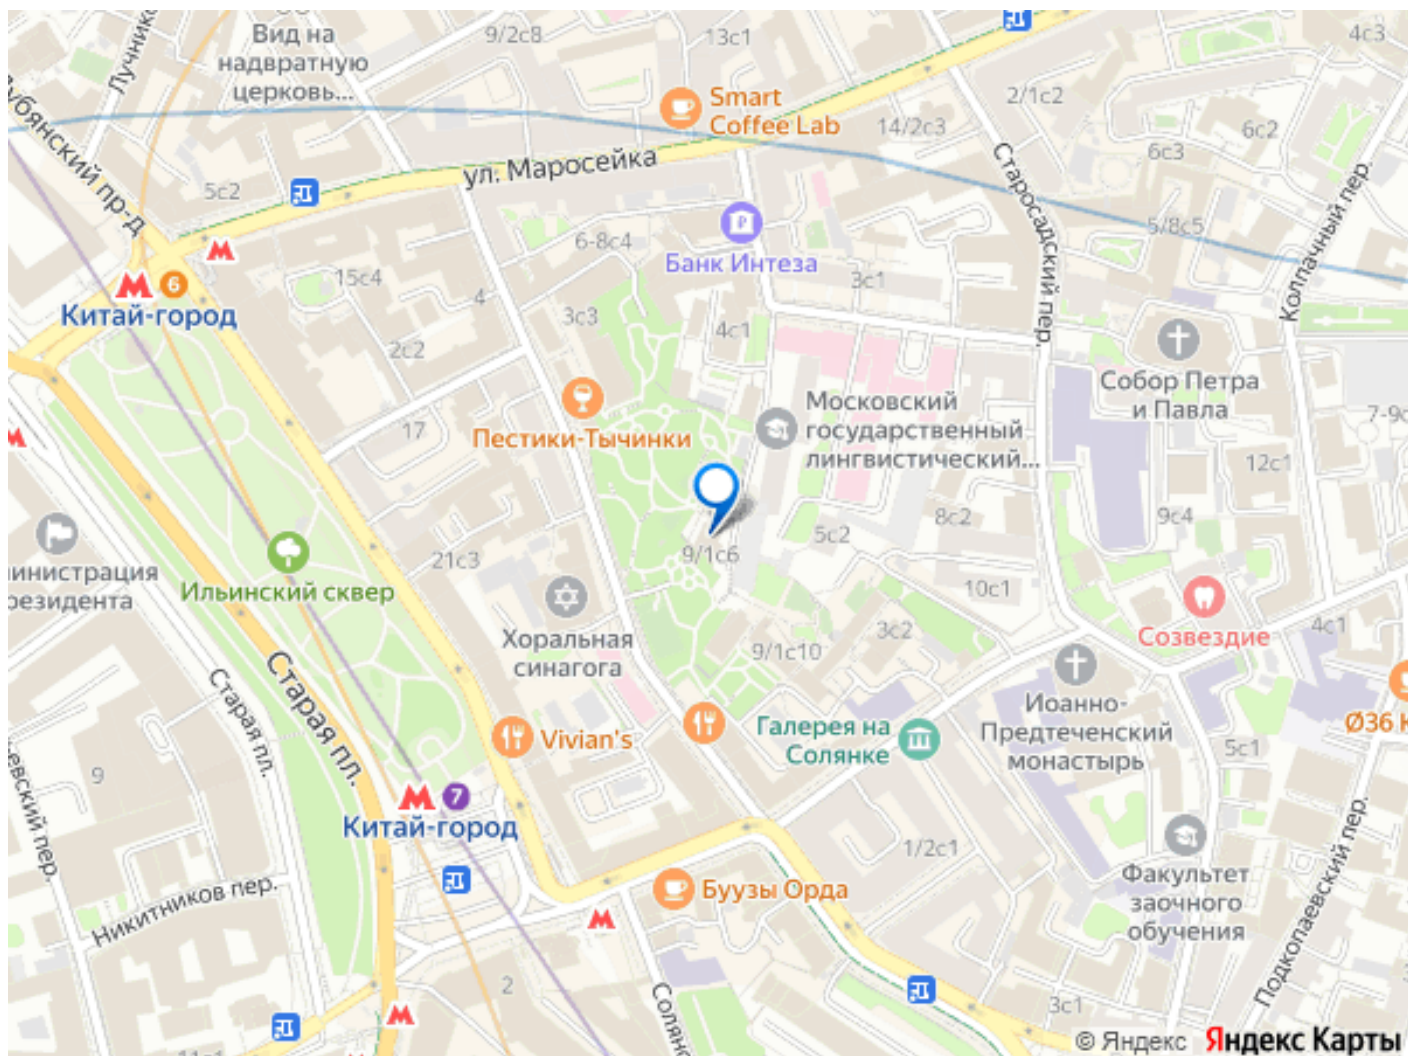 Вид на
надвратную
церковь...
9/2с8
13с1
4с3
Smart
Coffee Lab
2/1с2
14/2с3
6с2
6с3
ул. Маросейка
5с2
Старосадский пер.
Колпачный пер.
5/8с5
6-8с4
Банк Интеза
3с1
15с4
6
Китай-город
4
3с3
4с1
2с2
Собор Петра
и Павла
Московский
государственный
лингвистический...
Пестики-Тычинки
17
12с1
8с2
9с4
5с2
9/1с6
21с3
Ильинский сквер
10с1
Созвездие
4с1
Хоральная
синагога
3с2
9/1с10
Иоанно-
Предтеченский
монастырь
Старая пл.
Старая пл.
Галерея на
Солянке
Vivian's
5с1
9
7
Китай-город
1/2с1
Факультет
заочного
обучения
Подкопаевский пер.
Буузы Орда
Никитников пер.
2
3с1
© Яндекс Яндекс Карты